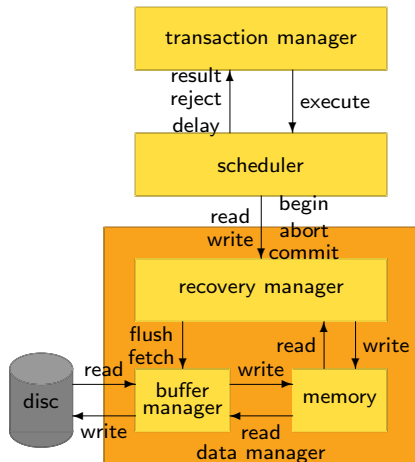 transaction manager
result
reject
delay
execute
scheduler
read
write
begin
abort
commit
recovery manager
flush
fetch
read
write
disc
read
write
buffer
manager
write
read
memory
data manager